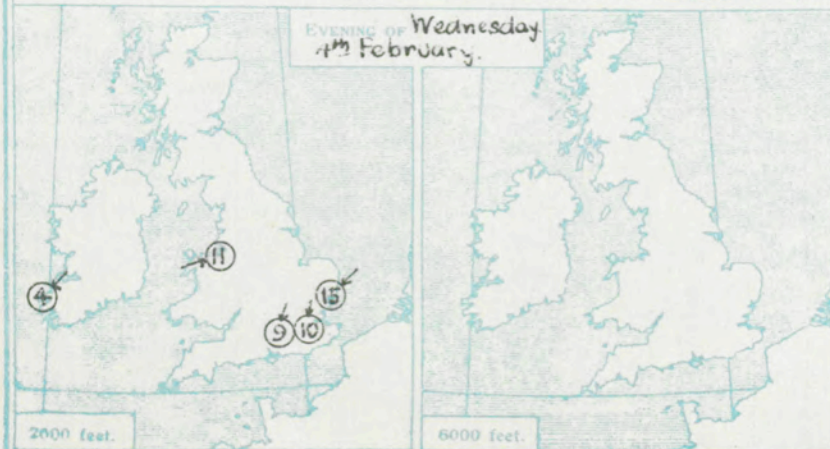 EVENING OF Wednesday
4th February.
11
4
15
9
10
2000 feet.
6000 feet.